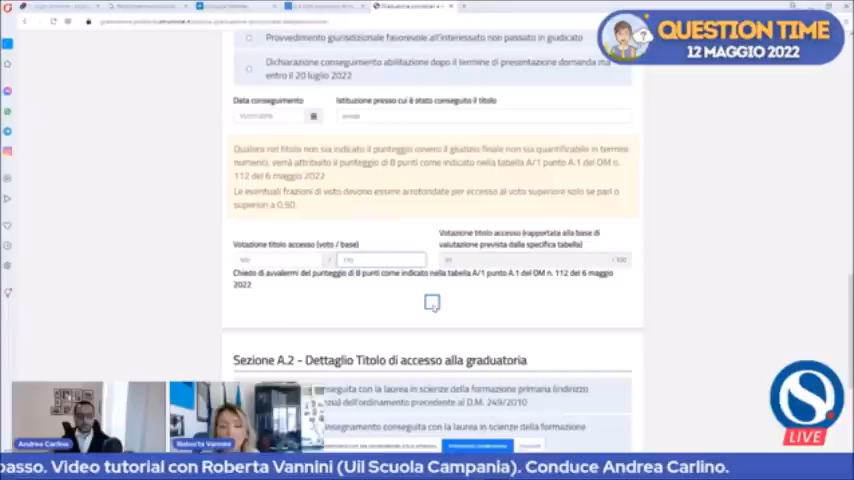 QUESTION TIME
12 MAGGIO 2022
Provvedimento giurisdizionale favorevole all'interessato non passato in giudicato
Dichiarazione conseguimento abilitazione dopo il termine di presentazione domanda ma
entro il 20 luglio 2022
Data conseguimento
Istituzione presso cui è stato conseguito il titolo
Qualora nel titolo non sia indicato il punteggio ovvero il giudizio finale non sia quantificabile in termini
numerici, verrà attribuito il punteggio di 8 punti come indicato nella tabella A/1 punto A.1 del OM n.
112 del 6 maggio 2022
Le eventuali frazioni di voto devono essere arrotondate per eccesso al voto superiore solo se pari o
superiori a 0,50.
Votazione titolo accesso (voto / base)
Votazione titolo accesso (rapportata alla base di
valutazione prevista dalla specifica tabella)
/
110
/ 100
Chiedo di avvalermi del punteggio di 8 punti come indicato nella tabella A/1 punto A.1 del OM n. 112 del 6 maggio
2022
Sezione A.2 - Dettaglio Titolo di accesso alla graduatoria
nseguita con la laurea in scienze della formazione primaria (indirizzo
dell'ordinamento precedente al D.M. 249/2010
insegnamento conseguita con la laurea in scienze della formazione
Andrea Carlino
Roberta Vannini
S
LIVE
passo. Video tutorial con Roberta Vannini (Uil Scuola Campania). Conduce Andrea Carlino.